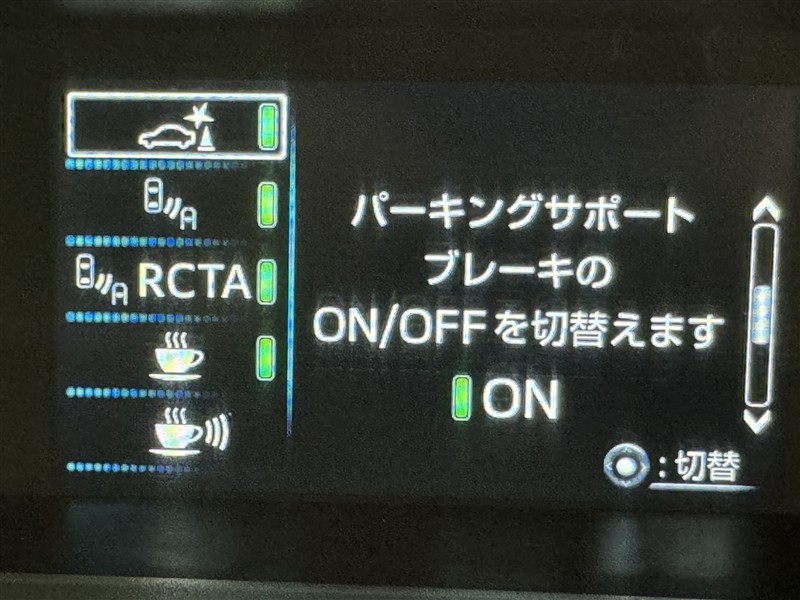 RCTA
パーキングサポート
ブレーキの
ON/OFFを切替えます
ON
:切替